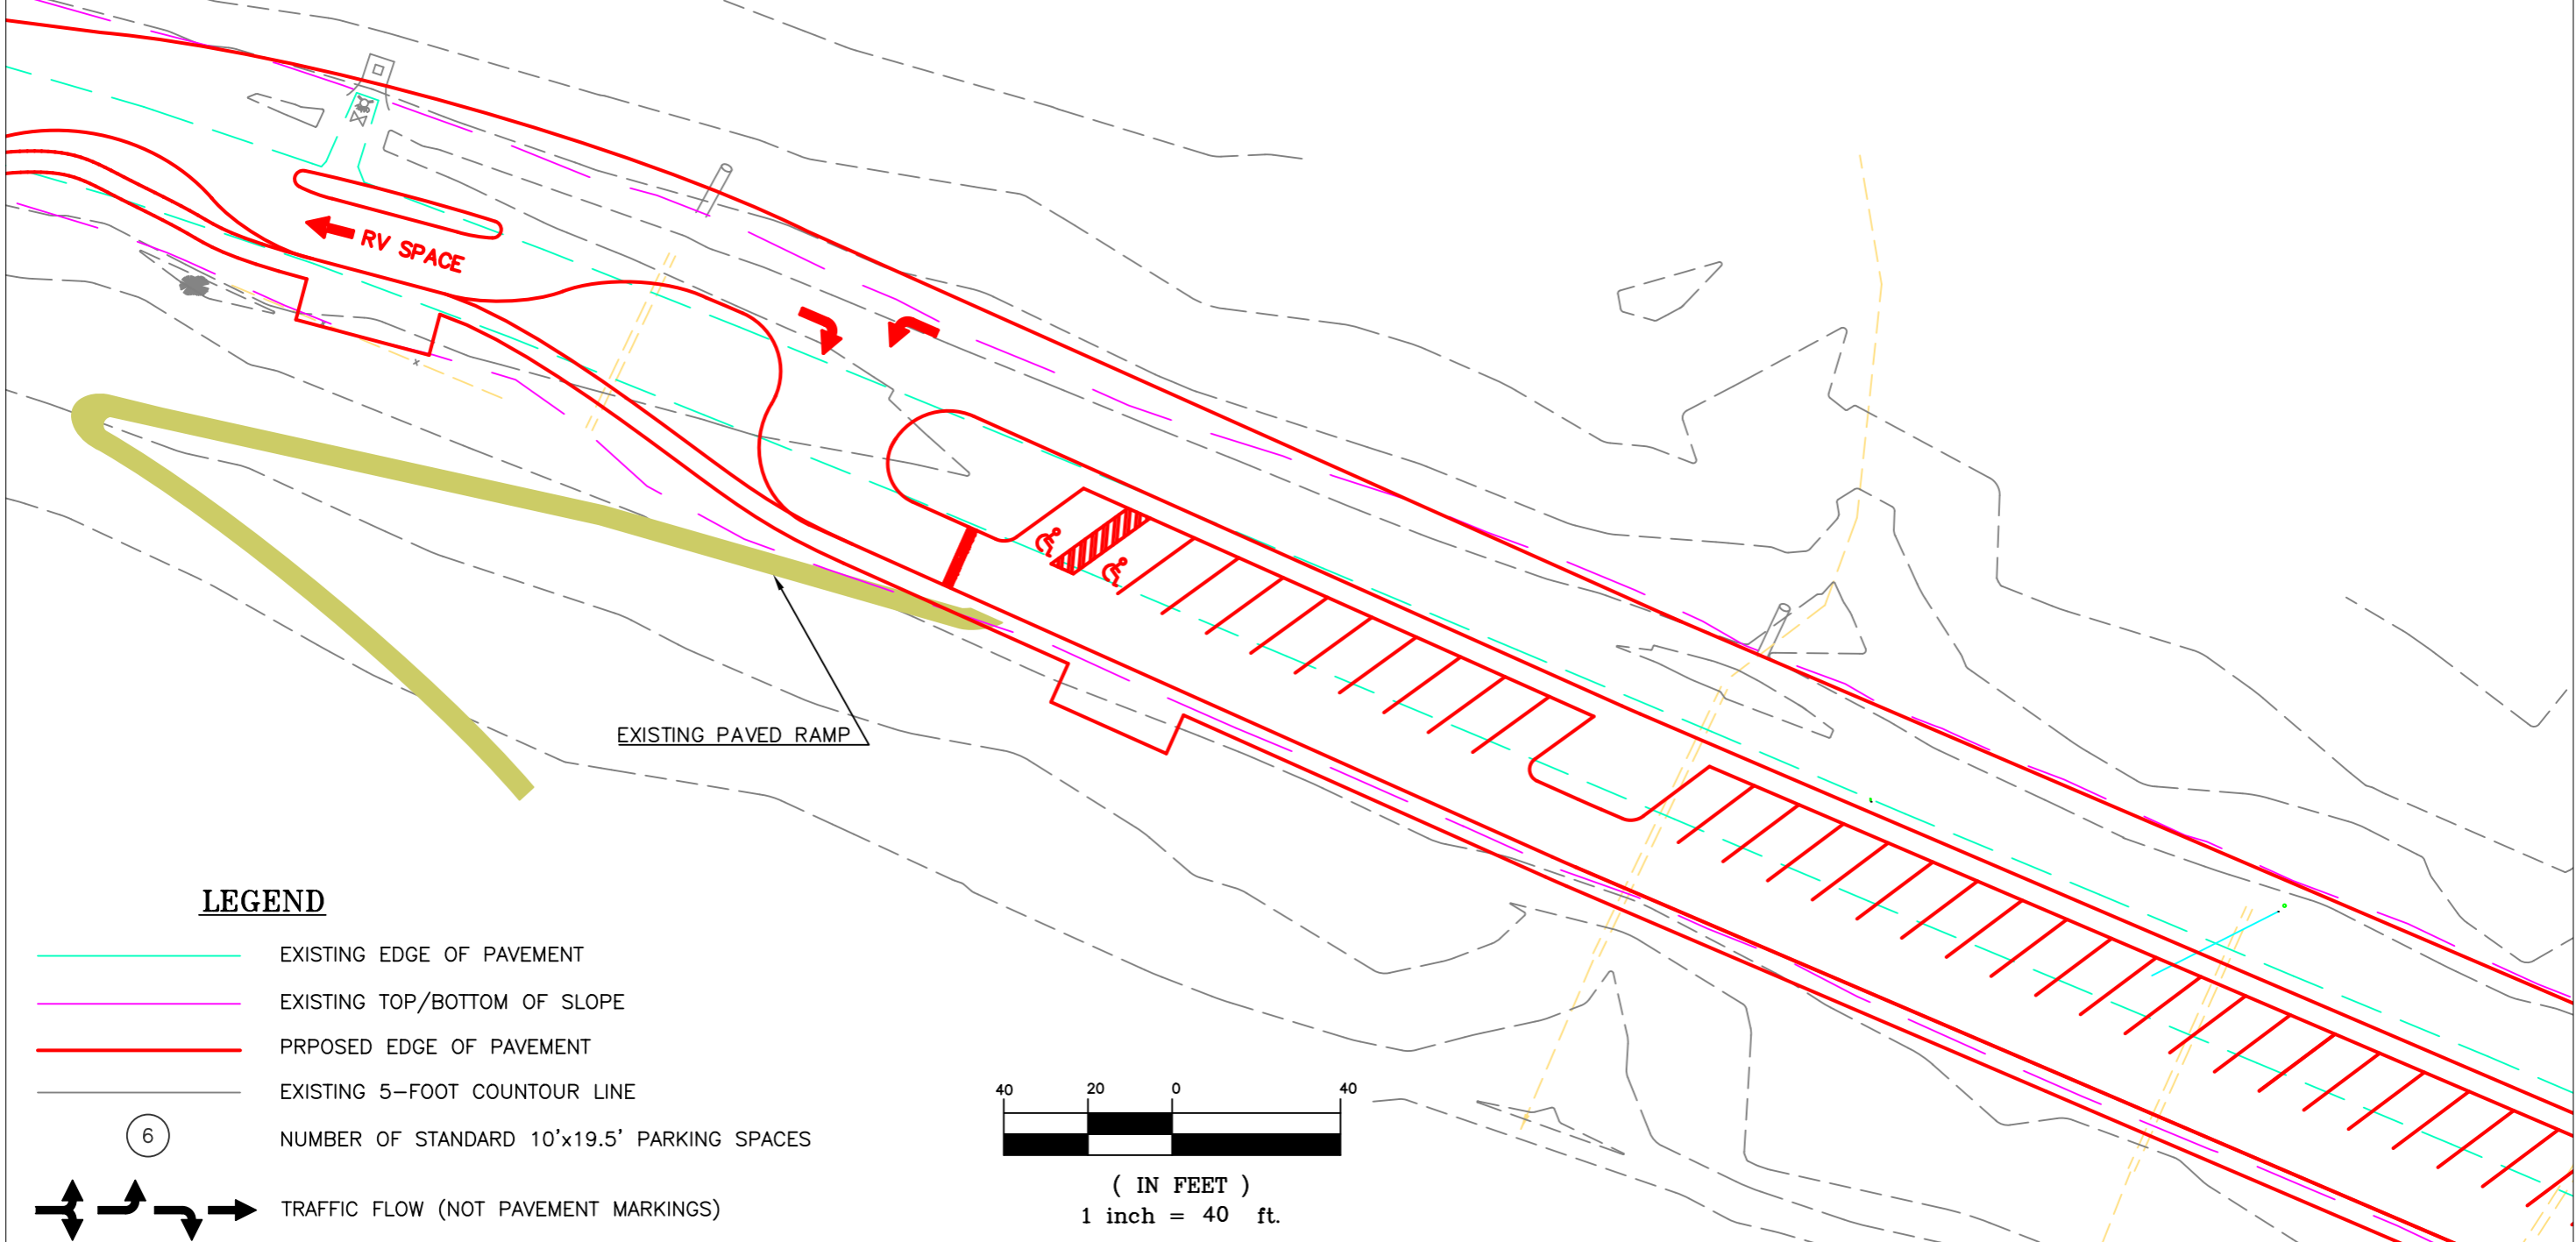 RV SPACE
EXISTING PAVED RAMP
LEGEND
EXISTING EDGE OF PAVEMENT
EXISTING TOP/BOTTOM OF SLOPE
PRPOSED EDGE OF PAVEMENT
EXISTING 5-FOOT COUNTOUR LINE
6 NUMBER OF STANDARD 10'x19.5' PARKING SPACES
TRAFFIC FLOW (NOT PAVEMENT MARKINGS)
40 20 0 40
( IN FEET )
1 inch = 40 ft.